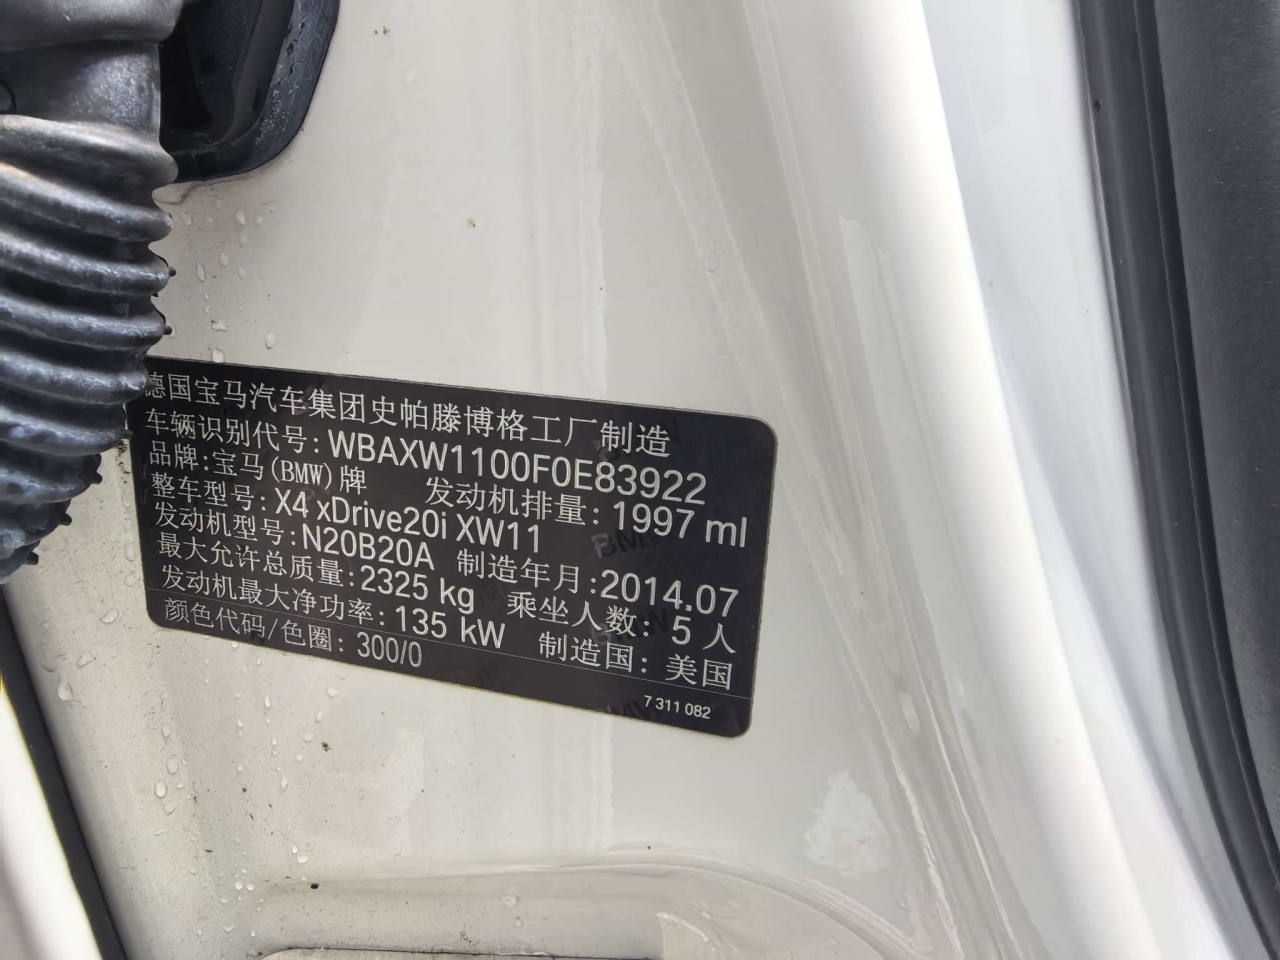 德国宝马汽车集团史帕滕博格工厂制造
车辆识别代号: WBAXW1100F0E83922
品牌: 宝马(BMW)牌 发动机排量: 1997 ml
整车型号: X4 xDrive20i XW11
发动机型号: N20B20A 制造年月: 2014.07
最大允许总质量: 2325 kg 乘坐人数: 5 人
发动机最大净功率: 135 kW 制造国: 美国
颜色代码/色圈: 300/0
7 311 082